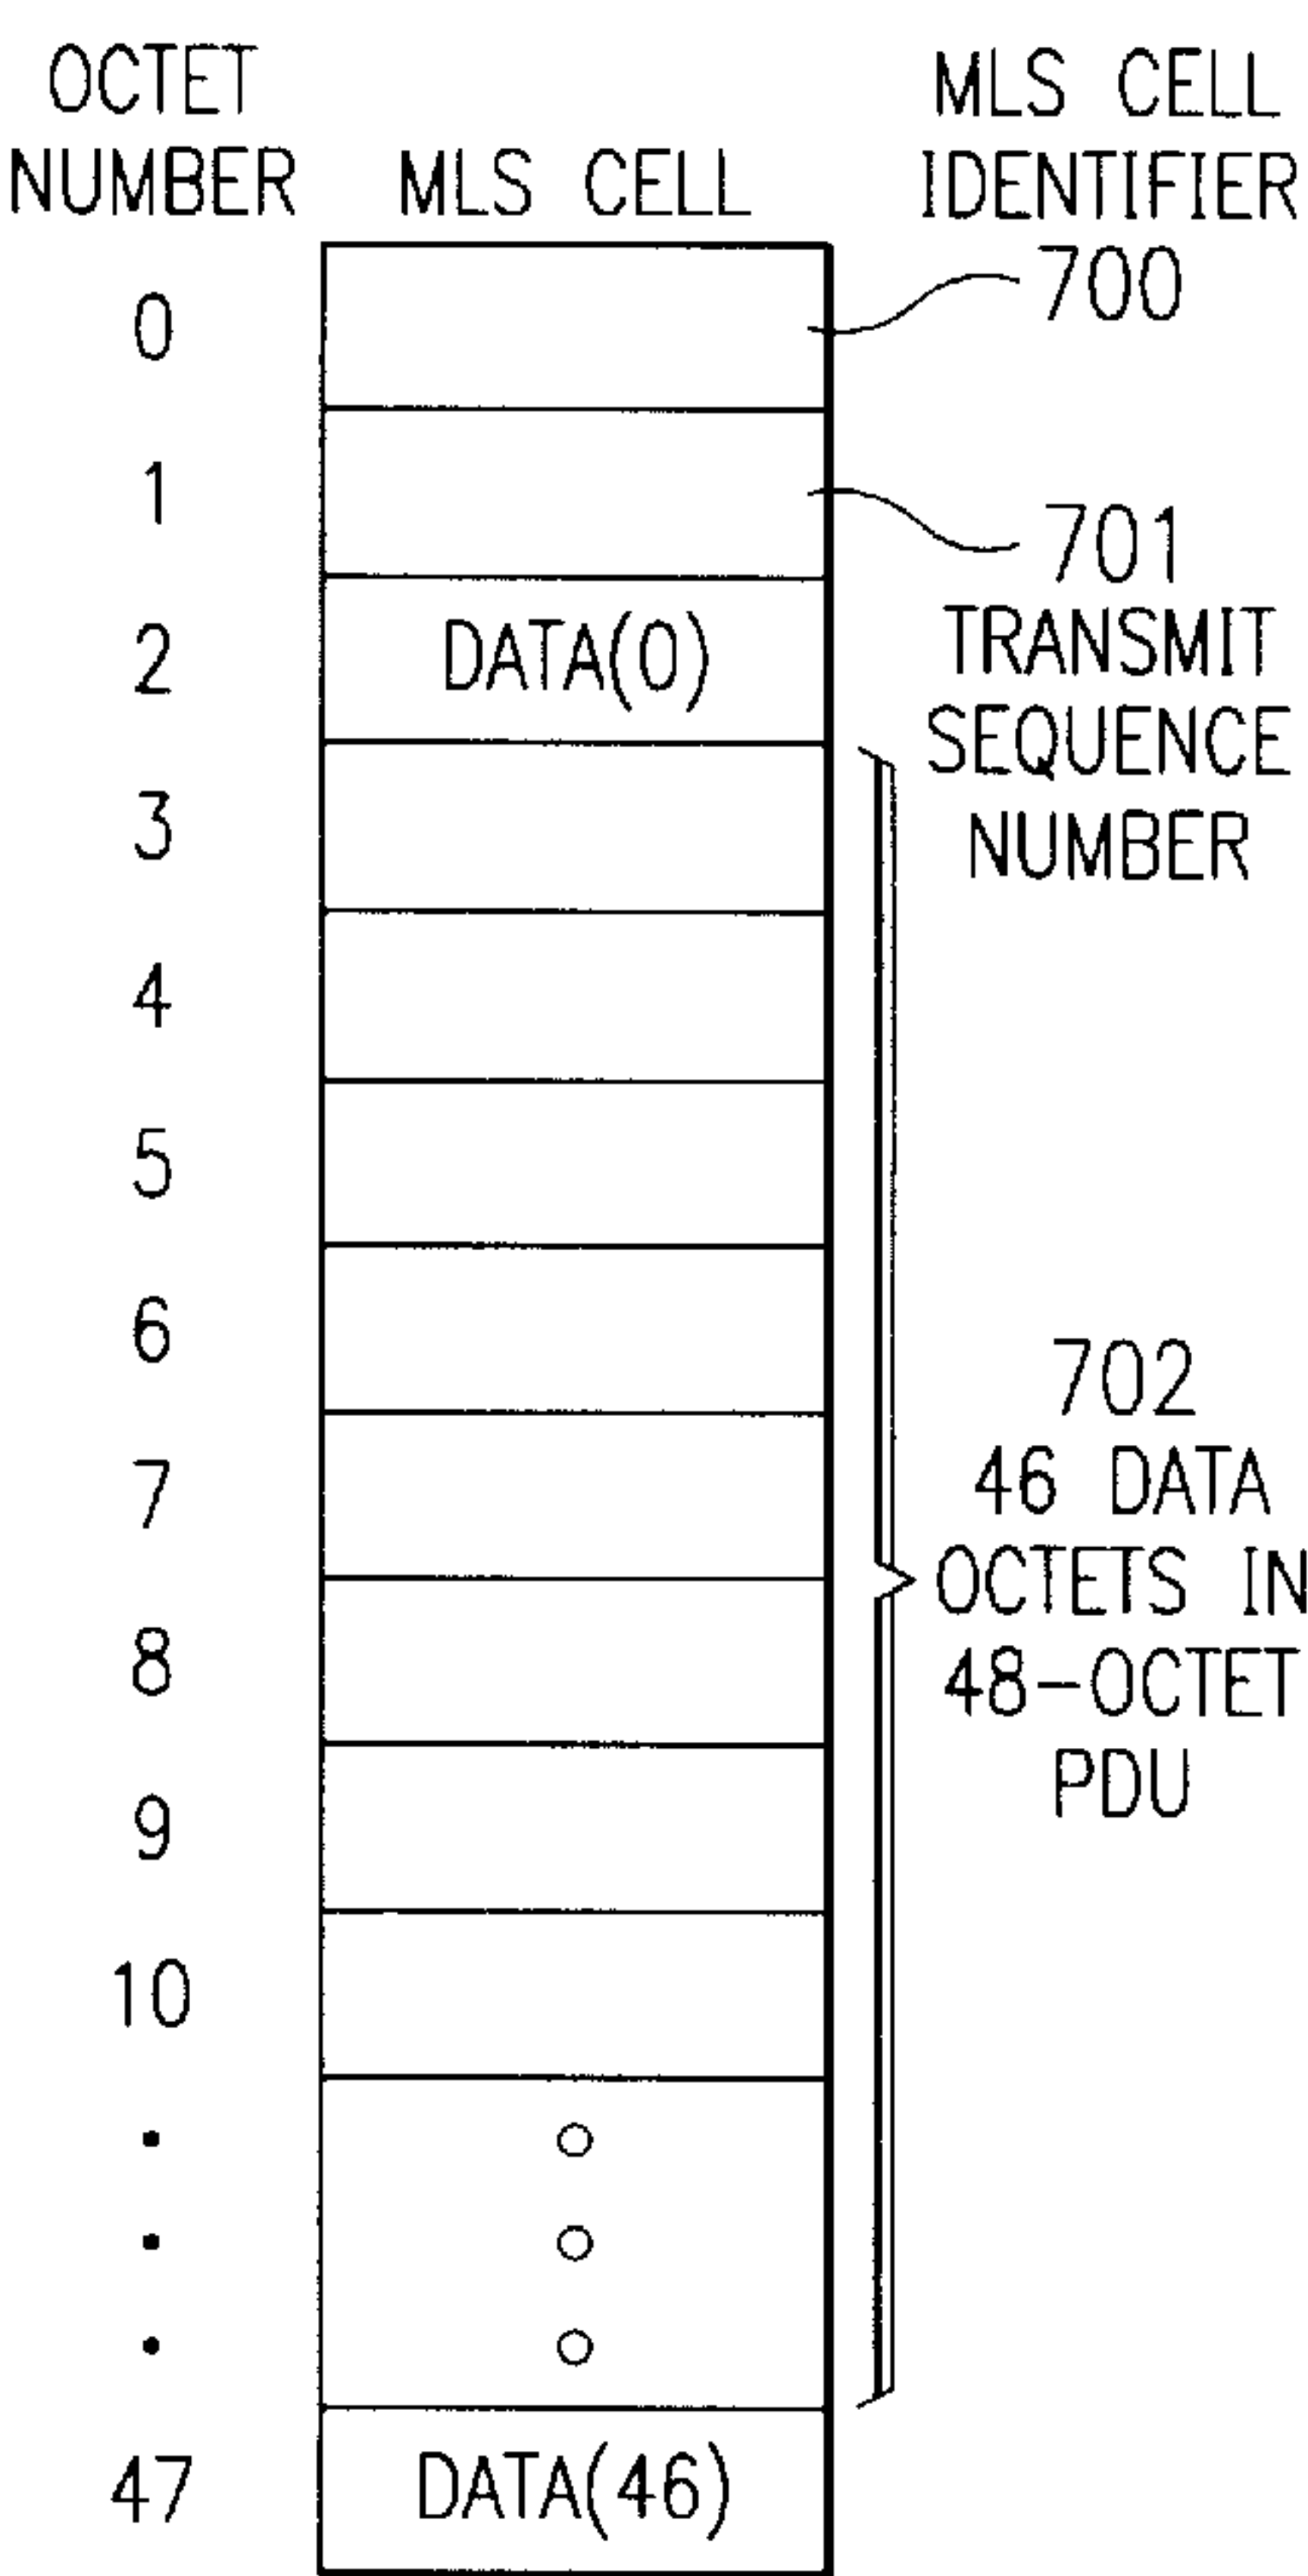 OCTET
NUMBER
MLS CELL
MLS CELL
IDENTIFIER
700
0
1
701
TRANSMIT
SEQUENCE
NUMBER
2
DATA(0)
3
4
5
6
7
8
9
10
702
46 DATA
OCTETS IN
48-OCTET
PDU
47
DATA(46)